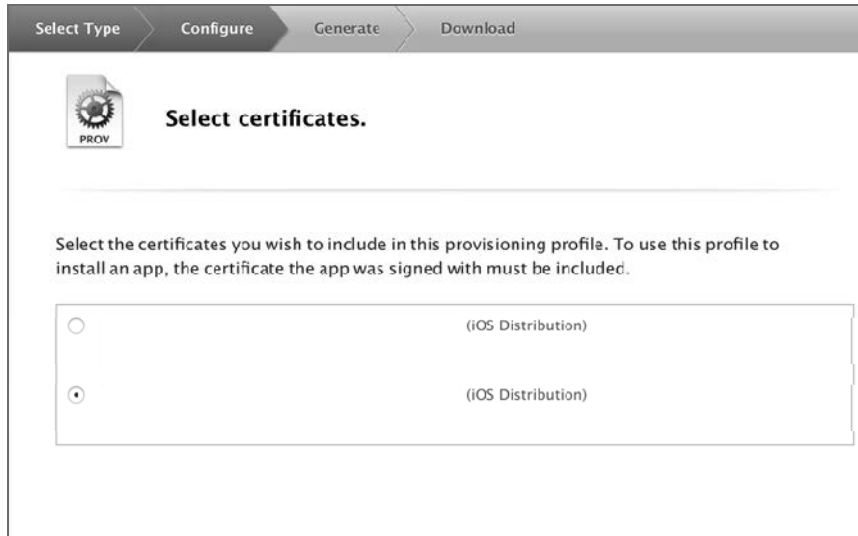 Select Type Configure Generate Download
PROV
Select certificates.
Select the certificates you wish to include in this provisioning profile. To use this profile to
install an app, the certificate the app was signed with must be included.
(iOS Distribution)
(iOS Distribution)